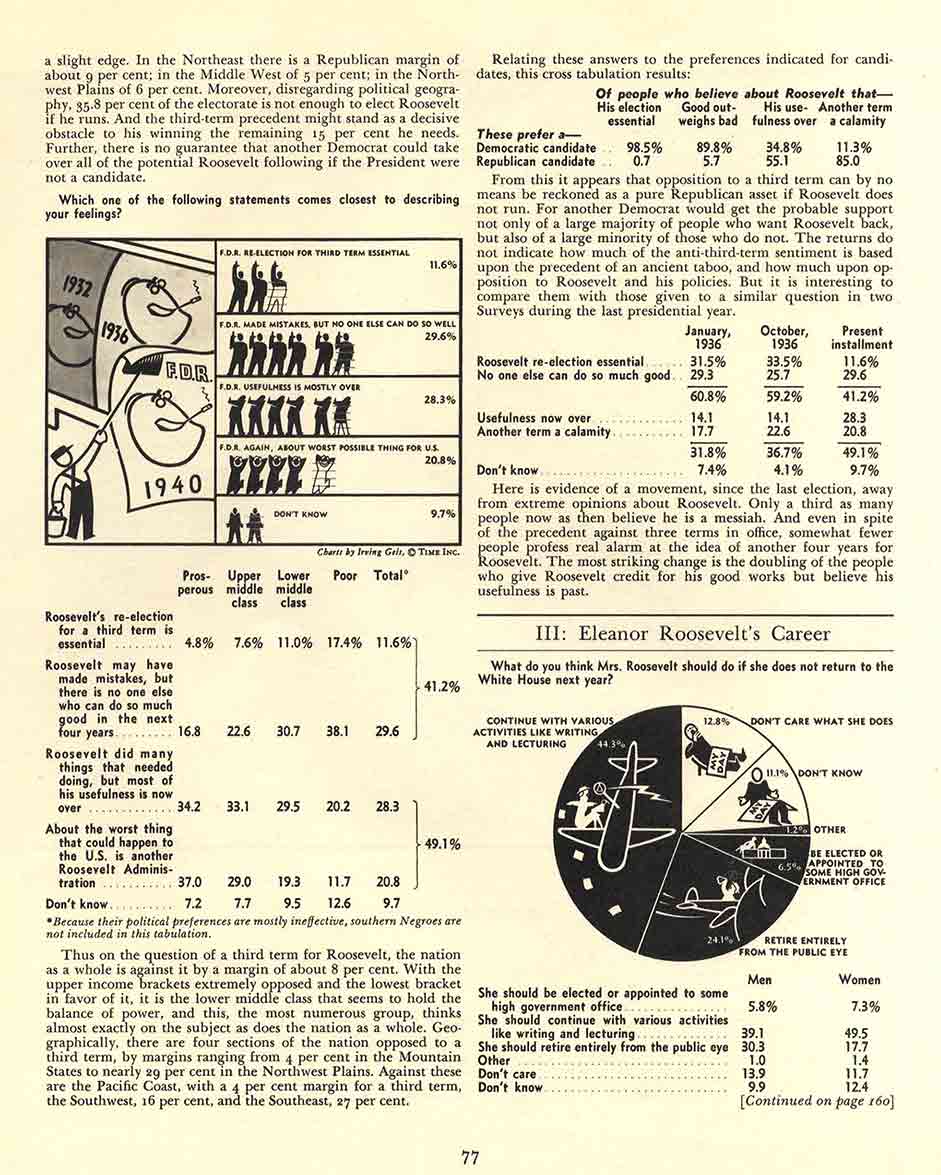 a slight edge. In the Northeast there is a Republican margin of
about 9 per cent; in the Middle West of 5 per cent; in the North-
west Plains of 6 per cent. Moreover, disregarding political geogra-
phy, 35.8 per cent of the electorate is not enough to elect Roosevelt
if he runs. And the third-term precedent might stand as a decisive
obstacle to his winning the remaining 15 per cent he needs.
Further, there is no guarantee that another Democrat could take
over all of the potential Roosevelt following if the President were
not a candidate.
Which one of the following statements comes closest to describing
your feelings?
1932
1936
F.D.R.
1940
F.D.R. RE-ELECTION FOR THIRD TERM ESSENTIAL
11.6%
F.D.R. MADE MISTAKES, BUT NO ONE ELSE CAN DO SO WELL
29.6%
F.D.R. USEFULNESS IS MOSTLY OVER
28.3%
F.D.R. AGAIN, ABOUT WORST POSSIBLE THING FOR U.S.
20.8%
DON'T KNOW 9.7%
Charts by Irving Geis, © TIME INC.
Pros- Upper Lower Poor Total*
perous middle middle
class class
Roosevelt's re-election
for a third term is
essential ......... 4.8% 7.6% 11.0% 17.4% 11.6%
41.2%
Roosevelt may have
made mistakes, but
there is no one else
who can do so much
good in the next
four years......... 16.8 22.6 30.7 38.1 29.6
Roosevelt did many
things that needed
doing, but most of
his usefulness is now
over ............. 34.2 33.1 29.5 20.2 28.3
49.1%
About the worst thing
that could happen to
the U.S. is another
Roosevelt Adminis-
tration ........... 37.0 29.0 19.3 11.7 20.8
Don't know.......... 7.2 7.7 9.5 12.6 9.7
*Because their political preferences are mostly ineffective, southern Negroes are
not included in this tabulation.
Thus on the question of a third term for Roosevelt, the nation
as a whole is against it by a margin of about 8 per cent. With the
upper income brackets extremely opposed and the lowest bracket
in favor of it, it is the lower middle class that seems to hold the
balance of power, and this, the most numerous group, thinks
almost exactly on the subject as does the nation as a whole. Geo-
graphically, there are four sections of the nation opposed to a
third term, by margins ranging from 4 per cent in the Mountain
States to nearly 29 per cent in the Northwest Plains. Against these
are the Pacific Coast, with a 4 per cent margin for a third term,
the Southwest, 16 per cent, and the Southeast, 27 per cent.
Relating these answers to the preferences indicated for candi-
dates, this cross tabulation results:
Of people who believe about Roosevelt that—
His election Good out- His use- Another term
essential weighs bad fulness over a calamity
These prefer a—
Democratic candidate .. 98.5% 89.8% 34.8% 11.3%
Republican candidate .. 0.7 5.7 55.1 85.0
From this it appears that opposition to a third term can by no
means be reckoned as a pure Republican asset if Roosevelt does
not run. For another Democrat would get the probable support
not only of a large majority of people who want Roosevelt back,
but also of a large minority of those who do not. The returns do
not indicate how much of the anti-third-term sentiment is based
upon the precedent of an ancient taboo, and how much upon op-
position to Roosevelt and his policies. But it is interesting to
compare them with those given to a similar question in two
Surveys during the last presidential year.
January, October, Present
1936 1936 installment
Roosevelt re-election essential...... 31.5% 33.5% 11.6%
No one else can do so much good.. 29.3 25.7 29.6
60.8% 59.2% 41.2%
Usefulness now over ............. 14.1 14.1 28.3
Another term a calamity........... 17.7 22.6 20.8
31.8% 36.7% 49.1%
Don't know...................... 7.4% 4.1% 9.7%
Here is evidence of a movement, since the last election, away
from extreme opinions about Roosevelt. Only a third as many
people now as then believe he is a messiah. And even in spite
of the precedent against three terms in office, somewhat fewer
people profess real alarm at the idea of another four years for
Roosevelt. The most striking change is the doubling of the people
who give Roosevelt credit for his good works but believe his
usefulness is past.
III: Eleanor Roosevelt's Career
What do you think Mrs. Roosevelt should do if she does not return to the
White House next year?
CONTINUE WITH VARIOUS
ACTIVITIES LIKE WRITING
AND LECTURING 44.3%
12.8% DON'T CARE WHAT SHE DOES
MY DAY
11.1% DON'T KNOW
MY DAY
1.2% OTHER
6.5% BE ELECTED OR
APPOINTED TO
SOME HIGH GOV-
ERNMENT OFFICE
24.1% RETIRE ENTIRELY
FROM THE PUBLIC EYE
Men Women
She should be elected or appointed to some
high government office................ 5.8% 7.3%
She should continue with various activities
like writing and lecturing.............. 39.1 49.5
She should retire entirely from the public eye 30.3 17.7
Other ................................ 1.0 1.4
Don't care............................. 13.9 11.7
Don't know............................ 9.9 12.4
[Continued on page 160]
77